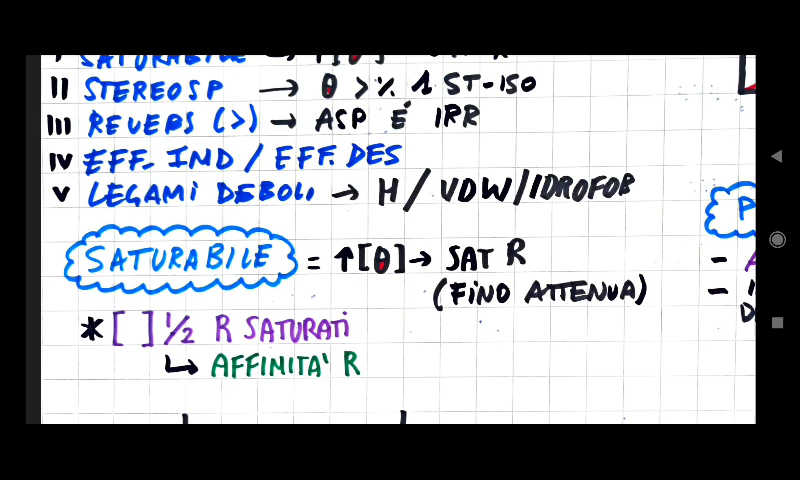 I SATURABILE → ↑[θ]
II STEREOSP → θ > % 1 ST-ISO
III REVERS (>) → ASP É IRR
IV EFF. IND / EFF. DES
V LEGAMI DEBOLI → H / VDW / IDROFOB
SATURABILE = ↑[θ] → SAT R
(FINO ATTENUA)
* [ ] 1/2 R SATURATI
↳ AFFINITA' R
P
- A
- I
D